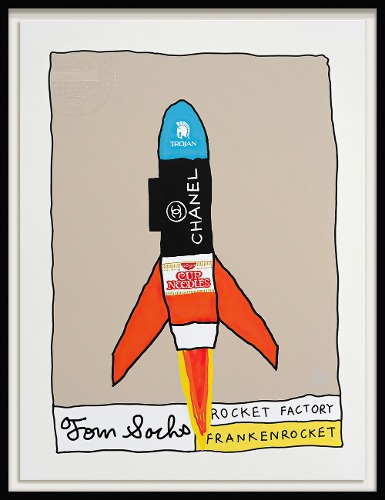 TROJAN
CHANEL
CUP
NOODLES
Tom Sachs
ROCKET FACTORY
FRANKENROCKET